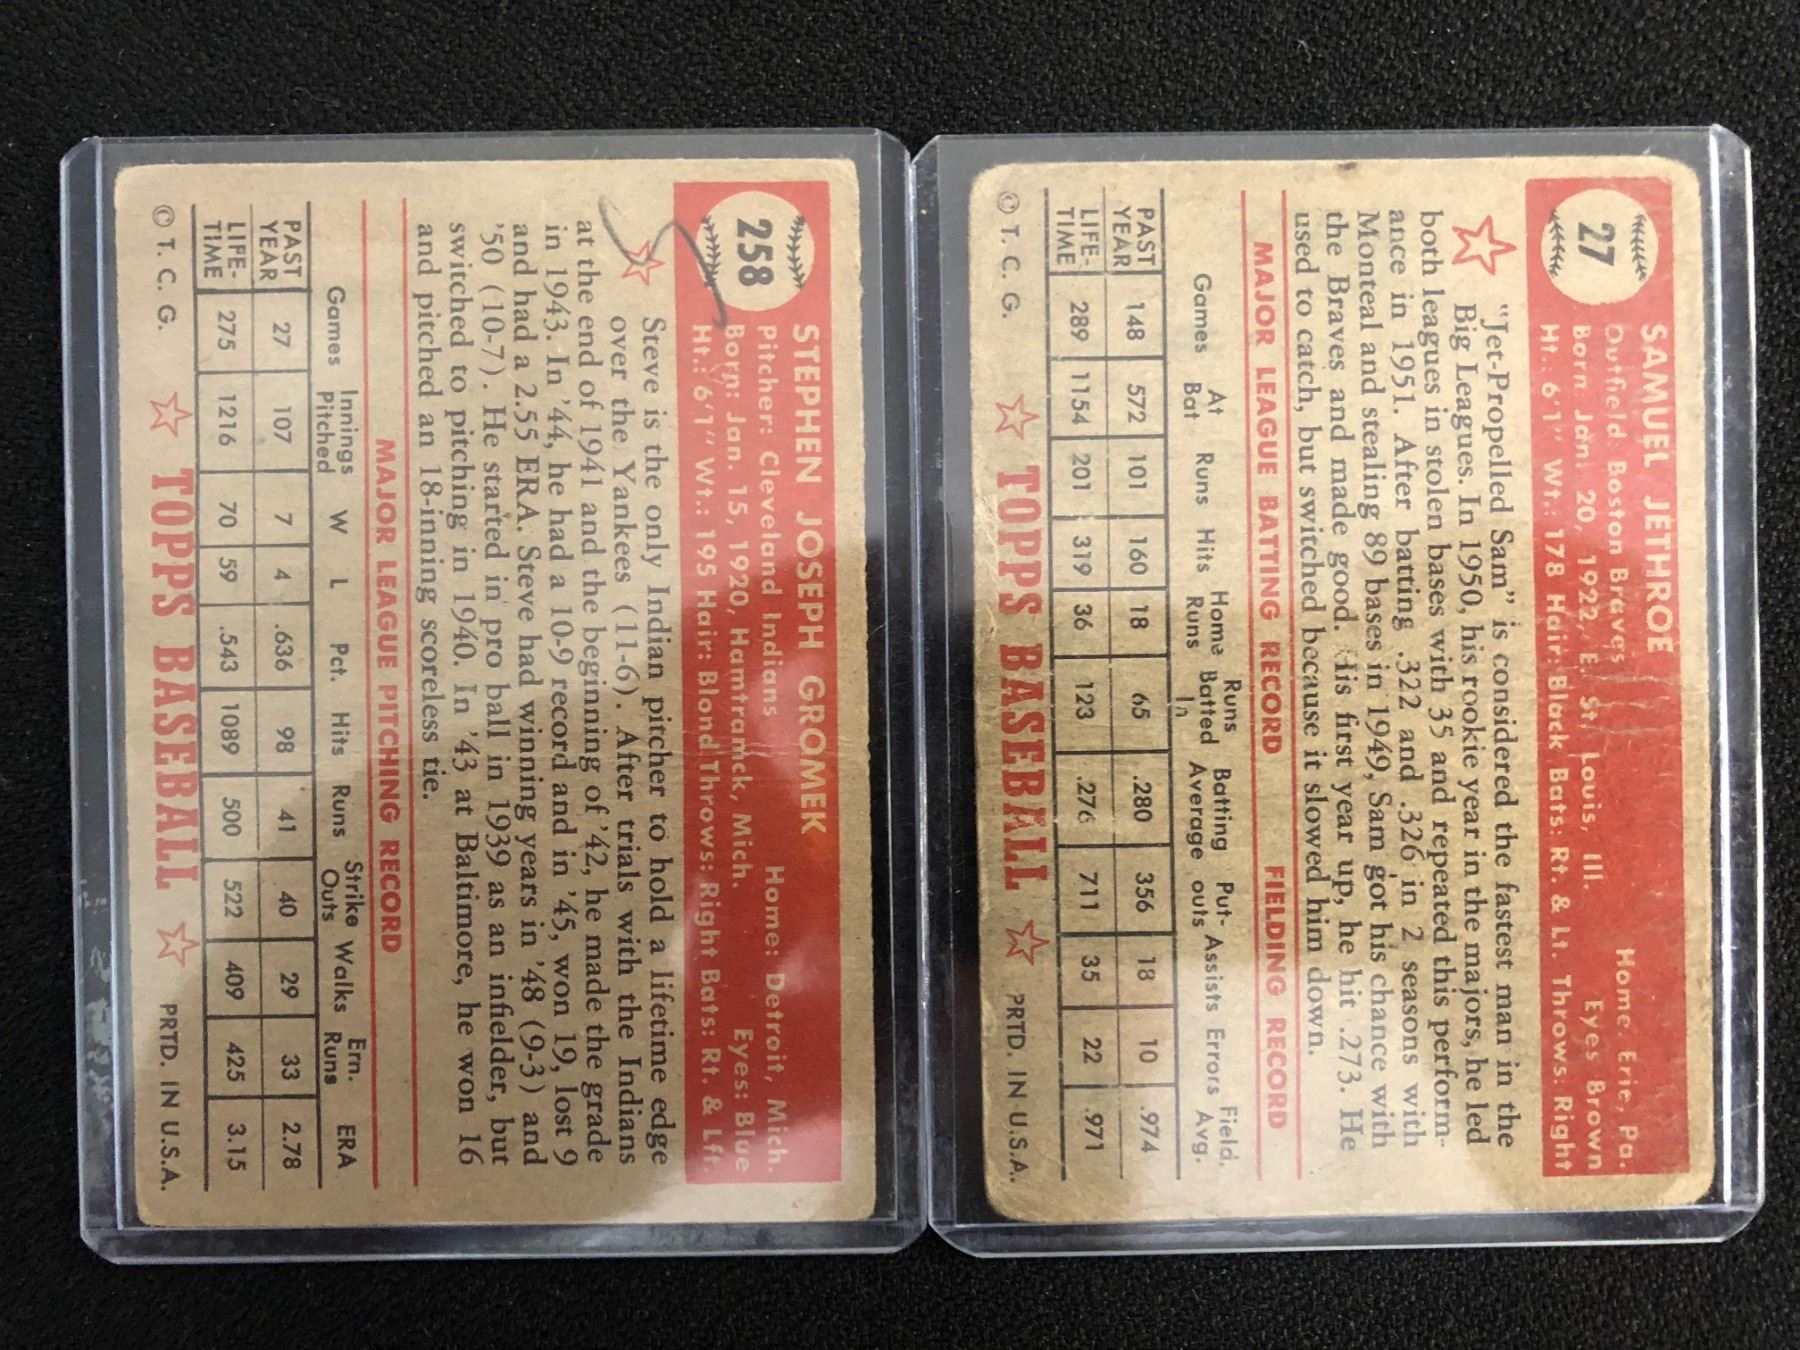 27
SAMUEL JETHROE
Outfield Boston Braves Home: Erie, Pa.
Born Jan. 20, 1922, E. St. Louis, Ill. Eyes Brown
Ht.: 6'1" Wt.: 178 Hair: Black Bats: Rt. & Lt. Throws: Right
"Jet-Propelled Sam" is considered the fastest man in the
Big Leagues. In 1950, his rookie year in the majors, he led
both leagues in stolen bases with 35 and repeated this perform-
ance in 1951. After batting .322 and .326 in 2 seasons with
Monteal and stealing 89 bases in 1949, Sam got his chance with
the Braves and made good. His first year up, he hit .273. He
used to catch, but switched because it slowed him down.
MAJOR LEAGUE BATTING RECORD FIELDING RECORD
Games At Bat Runs Hits Home Runs Runs Batted In Batting Average Put-outs Assists Errors Field. Avg.
PAST YEAR 148 572 101 160 18 65 .280 356 18 10 .974
LIFE-TIME 289 1154 201 319 36 123 .276 711 35 22 .971
© T. C. G. TOPPS BASEBALL PRTD. IN U.S.A.
258
STEPHEN JOSEPH GROMEK
Pitcher: Cleveland Indians Home: Detroit, Mich.
Born: Jan. 15, 1920, Hamtramck, Mich. Eyes: Blue
Ht.: 6'1" Wt.: 195 Hair: Blond Throws: Right Bats: Rt. & Lft.
Steve is the only Indian pitcher to hold a lifetime edge
over the Yankees (11-6). After trials with the Indians
at the end of 1941 and the beginning of '42, he made the grade
in 1943. In '44, he had a 10-9 record and in '45, won 19, lost 9
and had a 2.55 ERA. Steve had winning years in '48 (9-3) and
'50 (10-7). He started in pro ball in 1939 as an infielder, but
switched to pitching in 1940. In '43 at Baltimore, he won 16
and pitched an 18-inning scoreless tie.
MAJOR LEAGUE PITCHING RECORD
Games Innings Pitched W L Pct. Hits Runs Strike Outs Walks Ern. Runs ERA
PAST YEAR 27 107 7 4 .636 98 41 40 29 33 2.78
LIFE-TIME 275 1216 70 59 .543 1089 500 522 409 425 3.15
© T. C. G. TOPPS BASEBALL PRTD. IN U.S.A.